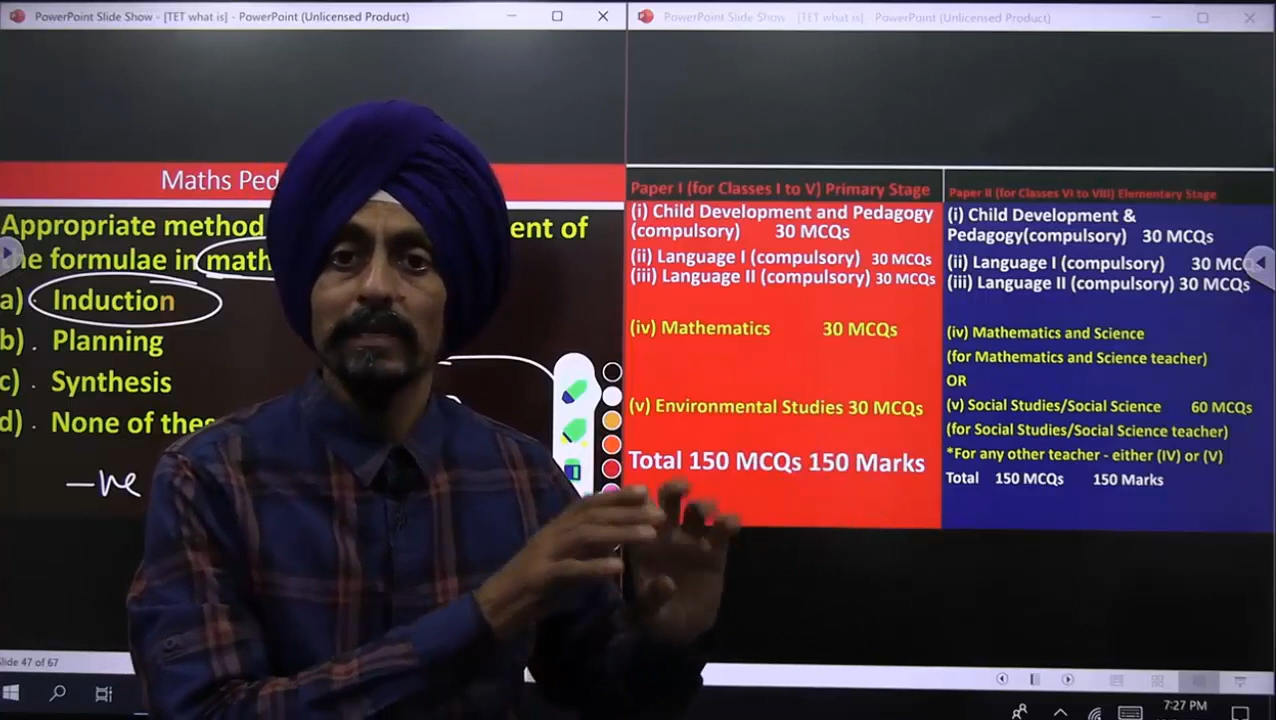 PowerPoint Slide Show - [TET what is] - PowerPoint (Unlicensed Product)
Maths Ped
Appropriate method
ent of
he formulae in math
a) . Induction
b) . Planning
c) . Synthesis
d) . None of thes
-ve
Slide 47 of 67
PowerPoint Slide Show - [TET what is] - PowerPoint (Unlicensed Product)
Paper I (for Classes I to V) Primary Stage
(i) Child Development and Pedagogy
(compulsory) 30 MCQs
(ii) Language I (compulsory) 30 MCQs
(iii) Language II (compulsory) 30 MCQs
(iv) Mathematics 30 MCQs
(v) Environmental Studies 30 MCQs
Total 150 MCQs 150 Marks
Paper II (for Classes VI to VIII) Elementary Stage
(i) Child Development &
Pedagogy(compulsory) 30 MCQs
(ii) Language I (compulsory) 30 MCQs
(iii) Language II (compulsory) 30 MCQs
(iv) Mathematics and Science
(for Mathematics and Science teacher)
OR
(v) Social Studies/Social Science 60 MCQs
(for Social Studies/Social Science teacher)
*For any other teacher - either (IV) or (V)
Total 150 MCQs 150 Marks
7:27 PM